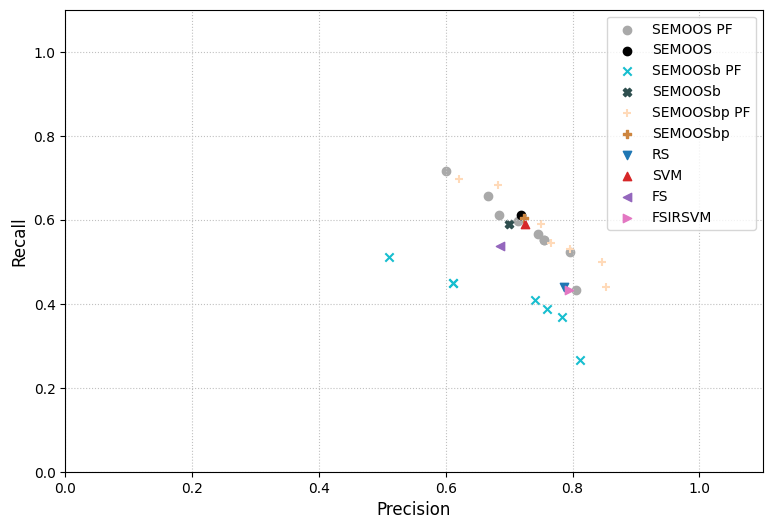 SEMOOS PF
SEMOOS
SEMOOSb PF
SEMOOSb
SEMOOSbp PF
SEMOOSbp
RS
SVM
FS
FSIRSVM
Recall
1.0
0.8
0.6
0.4
0.2
0.0
0.0 0.2 0.4 0.6 0.8 1.0
Precision